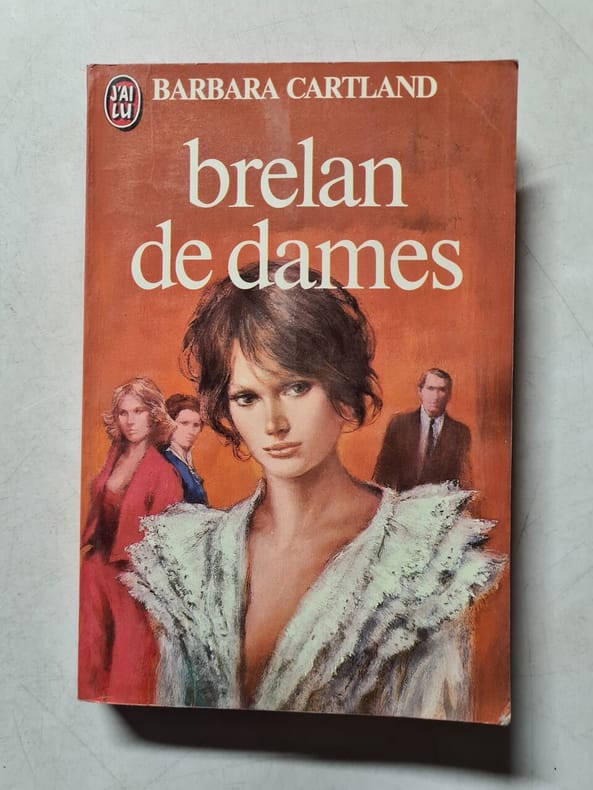 J'AI
LU
BARBARA CARTLAND
brelan
de dames